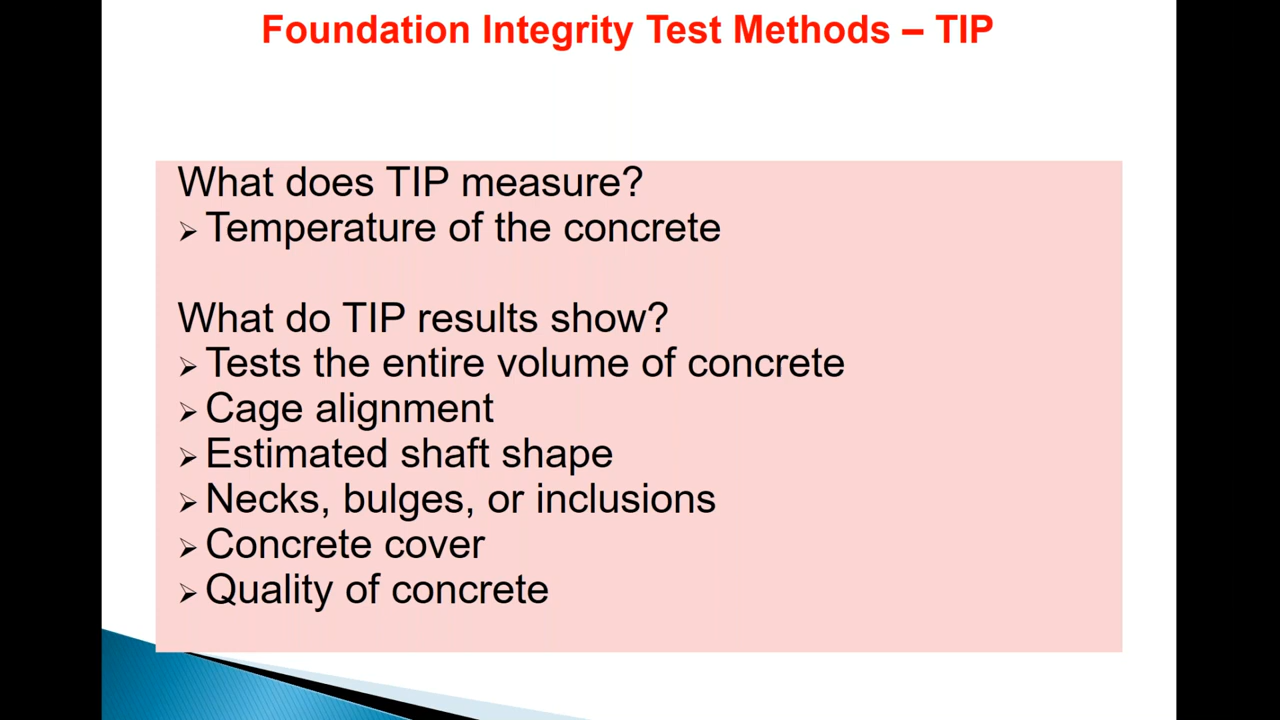 Foundation Integrity Test Methods – TIP
What does TIP measure?
➢ Temperature of the concrete
What do TIP results show?
➢ Tests the entire volume of concrete
➢ Cage alignment
➢ Estimated shaft shape
➢ Necks, bulges, or inclusions
➢ Concrete cover
➢ Quality of concrete